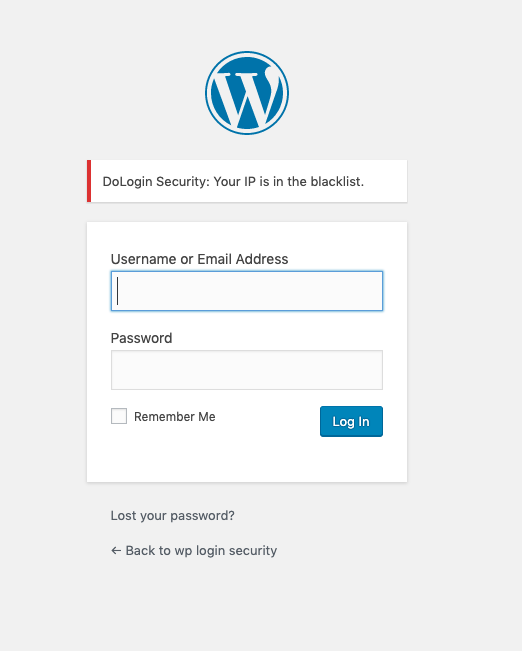 DoLogin Security: Your IP is in the blacklist.
Username or Email Address
Password
Remember Me
Log In
Lost your password?
← Back to wp login security